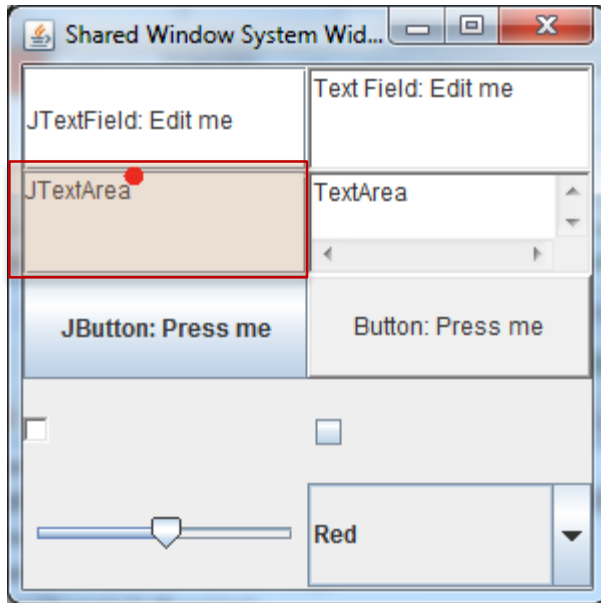 Shared Window System Wid...
JTextField: Edit me
Text Field: Edit me
JTextArea
TextArea
JButton: Press me
Button: Press me
Red